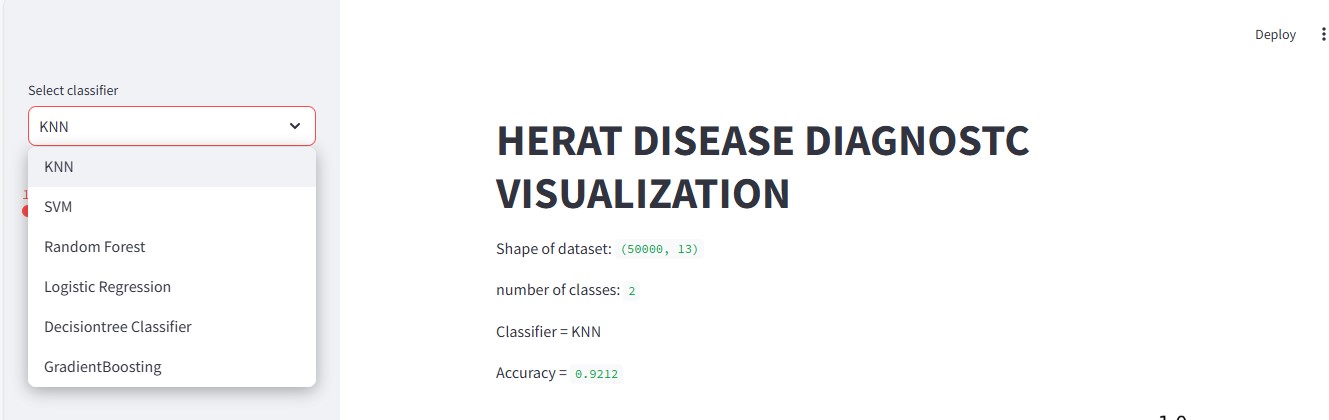 Deploy
Select classifier
KNN
KNN
SVM
Random Forest
Logistic Regression
Decisiontree Classifier
GradientBoosting
HERAT DISEASE DIAGNOSTC
VISUALIZATION
Shape of dataset: (50000, 13)
number of classes: 2
Classifier = KNN
Accuracy = 0.9212